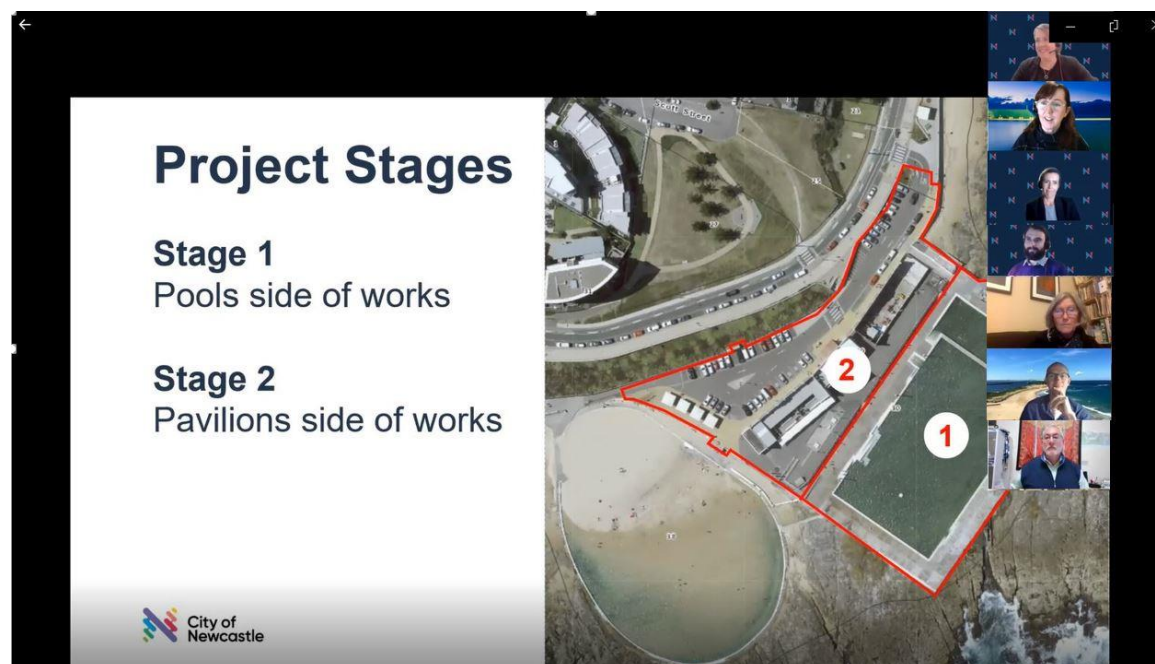 Project Stages
Stage 1
Pools side of works
Stage 2
Pavilions side of works
City of
Newcastle
Scott Street
2
1